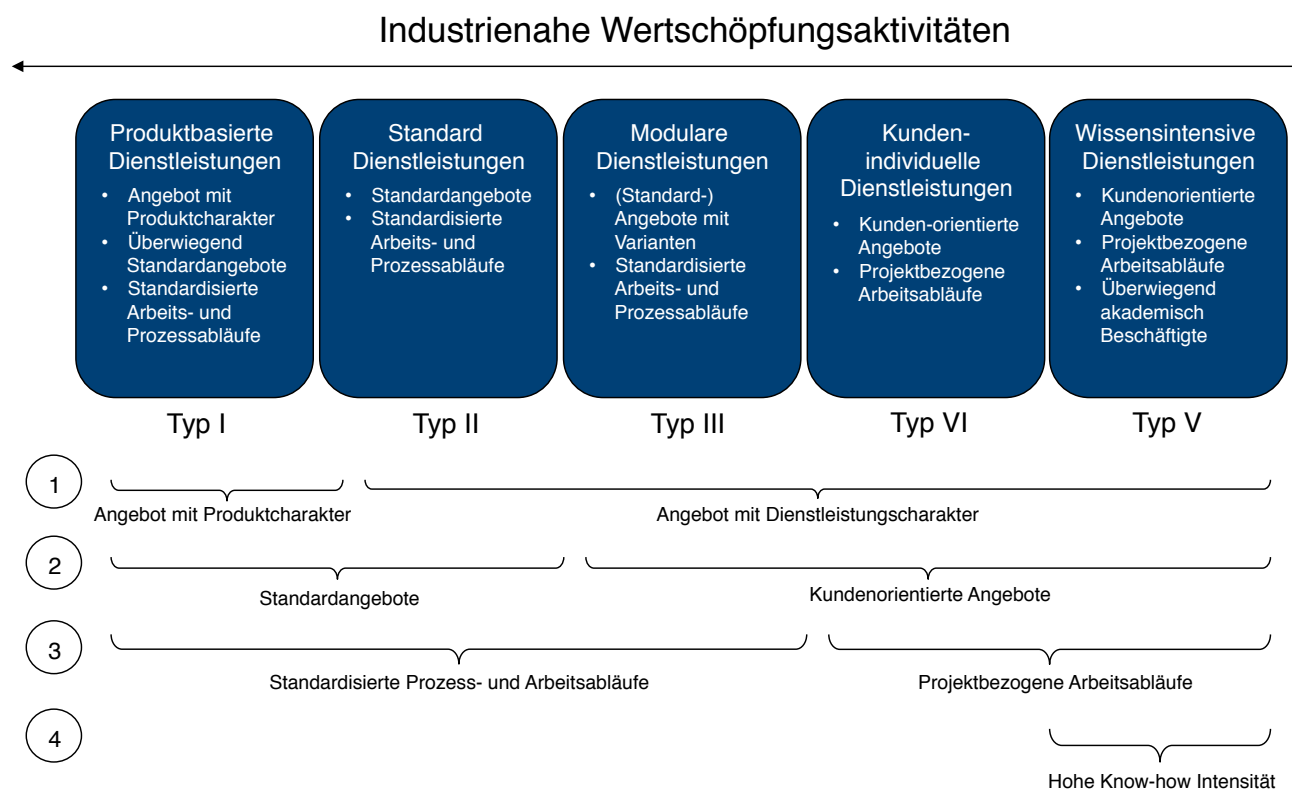 Industrienahe Wertschöpfungsaktivitäten
Produktbasierte
Dienstleistungen
• Angebot mit
Produktcharakter
• Überwiegend
Standardangebote
• Standardisierte
Arbeits- und
Prozessabläufe
Standard
Dienstleistungen
• Standardangebote
• Standardisierte
Arbeits- und
Prozessabläufe
Modulare
Dienstleistungen
• (Standard-)
Angebote mit
Varianten
• Standardisierte
Arbeits- und
Prozessabläufe
Kunden-
individuelle
Dienstleistungen
• Kunden-orientierte
Angebote
• Projektbezogene
Arbeitsabläufe
Wissensintensive
Dienstleistungen
• Kundenorientierte
Angebote
• Projektbezogene
Arbeitsabläufe
• Überwiegend
akademisch
Beschäftigte
Typ I
Typ II
Typ III
Typ VI
Typ V
1
Angebot mit Produktcharakter
Angebot mit Dienstleistungscharakter
2
Standardangebote
Kundenorientierte Angebote
3
Standardisierte Prozess- und Arbeitsabläufe
Projektbezogene Arbeitsabläufe
4
Hohe Know-how Intensität